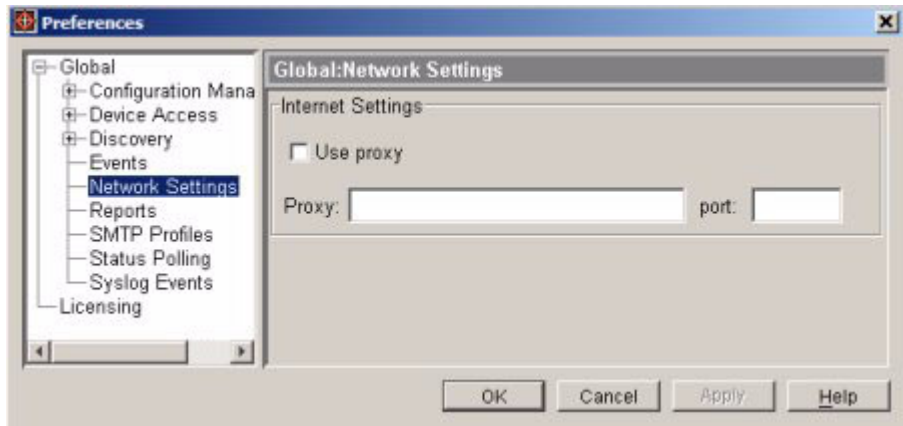 Preferences
Global
Configuration Mana
Device Access
Discovery
Events
Network Settings
Reports
SMTP Profiles
Status Polling
Syslog Events
Licensing
Global:Network Settings
Internet Settings
Use proxy
Proxy: port:
OK Cancel Apply Help